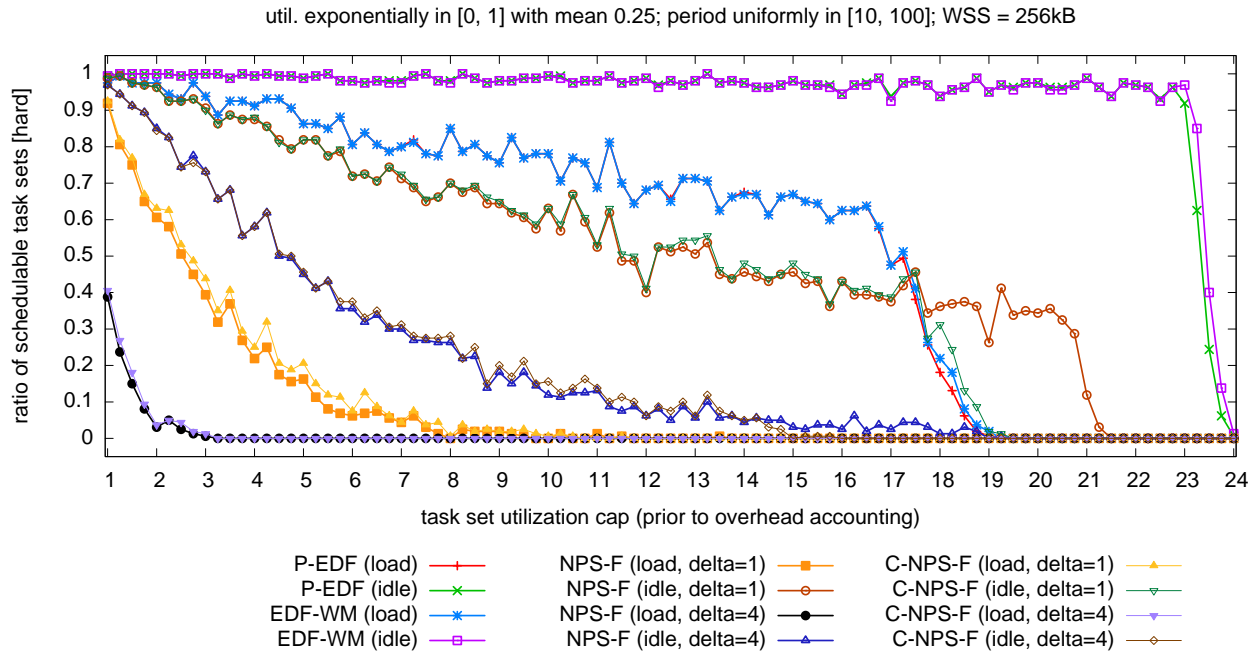 util. exponentially in [0, 1] with mean 0.25; period uniformly in [10, 100]; WSS = 256kB
ratio of schedulable task sets [hard]
1
0.9
0.8
0.7
0.6
0.5
0.4
0.3
0.2
0.1
0
1 2 3 4 5 6 7 8 9 10 11 12 13 14 15 16 17 18 19 20 21 22 23 24
task set utilization cap (prior to overhead accounting)
P-EDF (load) NPS-F (load, delta=1) C-NPS-F (load, delta=1)
P-EDF (idle) NPS-F (idle, delta=1) C-NPS-F (idle, delta=1)
EDF-WM (load) NPS-F (load, delta=4) C-NPS-F (load, delta=4)
EDF-WM (idle) NPS-F (idle, delta=4) C-NPS-F (idle, delta=4)